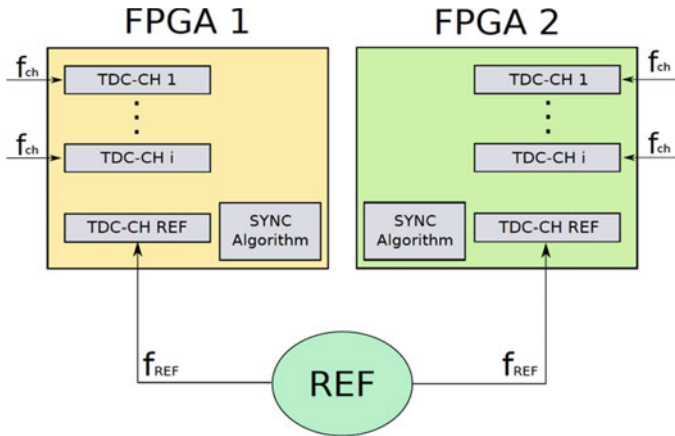 FPGA 1
FPGA 2
fch
TDC-CH 1
TDC-CH 1
fch
fch
TDC-CH i
TDC-CH i
fch
TDC-CH REF
SYNC
Algorithm
SYNC
Algorithm
TDC-CH REF
fREF
REF
fREF